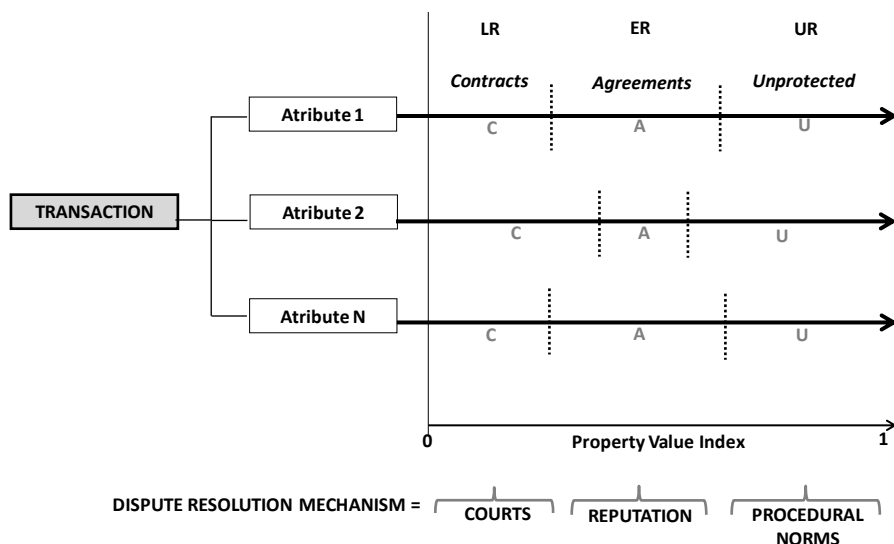 LR ER UR
Contracts Agreements Unprotected
Atribute 1
C A U
TRANSACTION
Atribute 2
C A U
Atribute N
C A U
0 Property Value Index 1
DISPUTE RESOLUTION MECHANISM = COURTS REPUTATION PROCEDURAL
NORMS